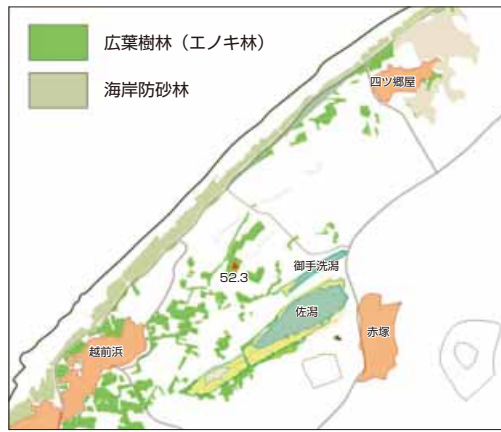 広葉樹林（エノキ林）
海岸防砂林
四ツ郷屋
52.3
御手洗潟
佐潟
赤塚
越前浜